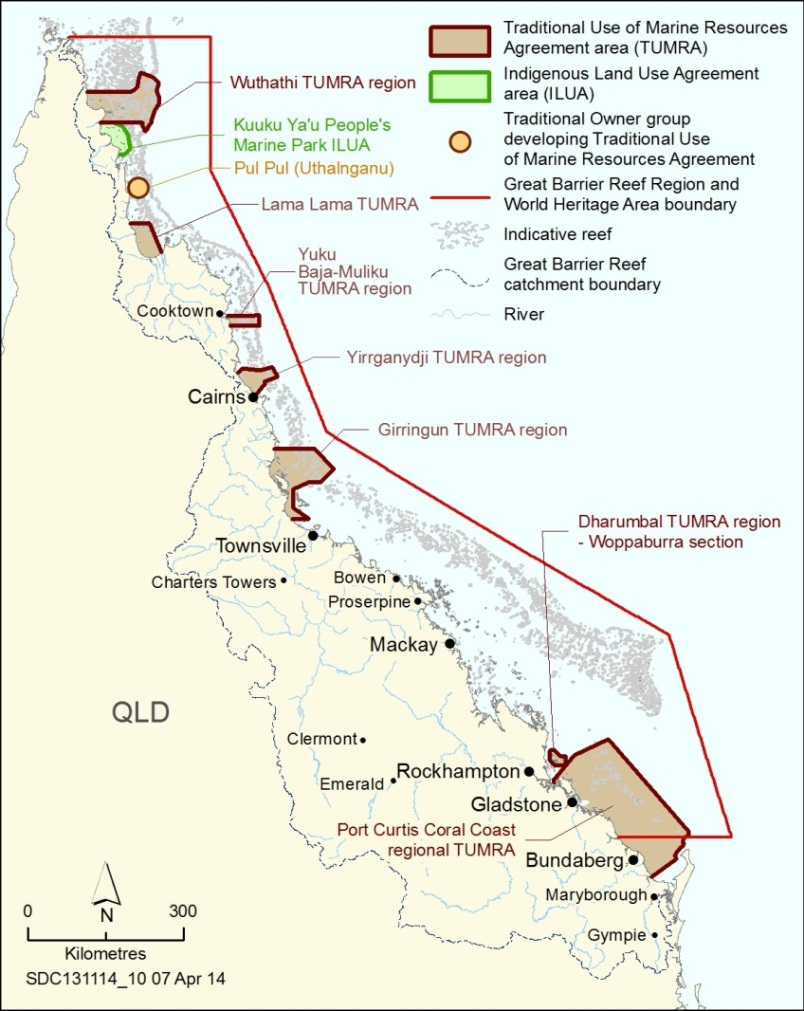 Traditional Use of Marine Resources
Agreement area (TUMRA)
Indigenous Land Use Agreement
area (ILUA)
Traditional Owner group
developing Traditional Use
of Marine Resources Agreement
Great Barrier Reef Region and
World Heritage Area boundary
Indicative reef
Great Barrier Reef
catchment boundary
River
Wuthathi TUMRA region
Kuuku Ya'u People's
Marine Park ILUA
Pul Pul (Uthalnganu)
Lama Lama TUMRA
Yuku
Baja-Muliku
TUMRA region
Cooktown
Yirrganydji TUMRA region
Cairns
Girringun TUMRA region
Dharumbal TUMRA region
- Woppaburra section
Townsville
Charters Towers
Bowen
Proserpine
Mackay
QLD
Clermont
Emerald
Rockhampton
Gladstone
Port Curtis Coral Coast
regional TUMRA
Bundaberg
Maryborough
Gympie
0 300
N
Kilometres
SDC131114_10 07 Apr 14